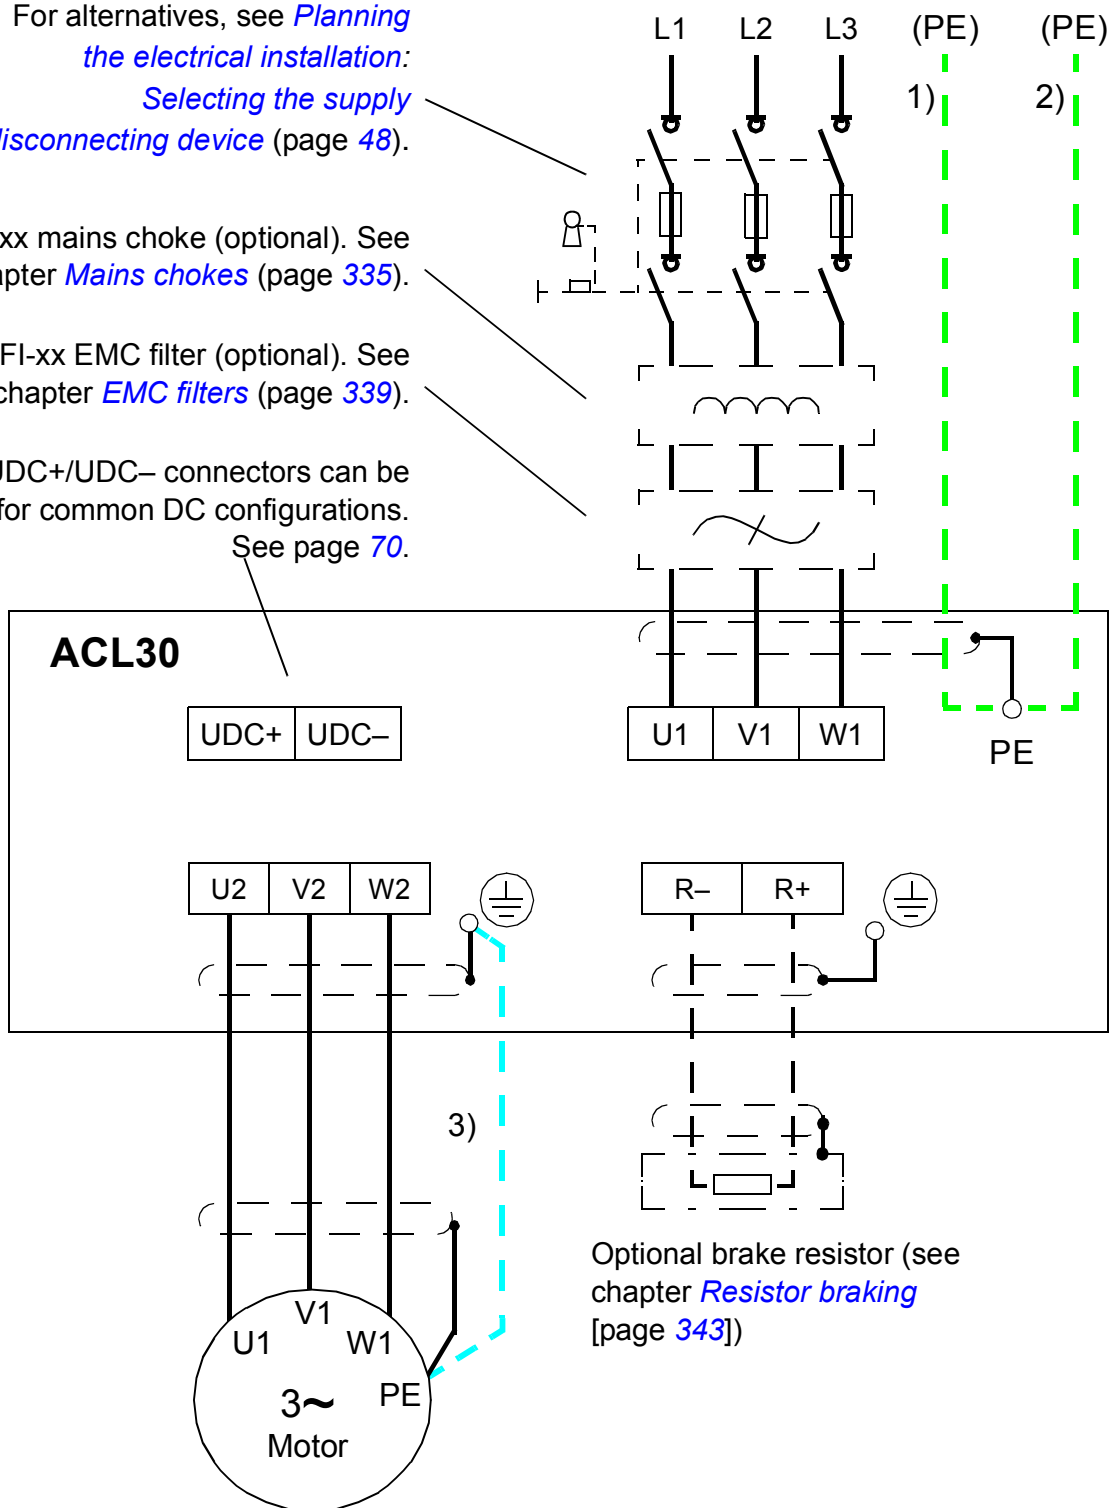 For alternatives, see Planning
the electrical installation:
Selecting the supply
disconnecting device (page 48).
xx mains choke (optional). See
Mains chokes (page 335).
FI-xx EMC filter (optional). See
chapter EMC filters (page 339).
UDC+/UDC– connectors can be
for common DC configurations.
See page 70.
L1 L2 L3 (PE) (PE)
1) 2)
ACL30
UDC+ UDC–
U1 V1 W1
PE
U2 V2 W2
R– R+
3)
Optional brake resistor (see
chapter Resistor braking
[page 343])
V1
U1 W1
PE
3~
Motor